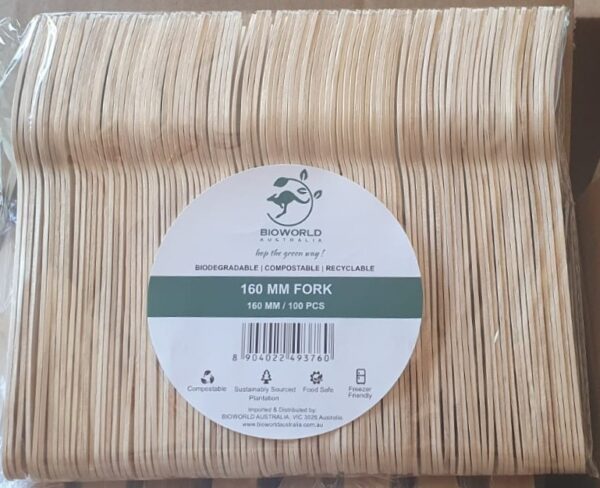 BIOWORLD
AUSTRALIA
hop the green way!
BIODEGRADABLE | COMPOSTABLE | RECYCLABLE
160 MM FORK
160 MM / 100 PCS
8 904022 493760
Compostable Sustainably Sourced Plantation Food Safe Freezer Friendly
Imported & Distributed by:
BIOWORLD AUSTRALIA VIC 3026 Australia
www.bioworldaustralia.com.au